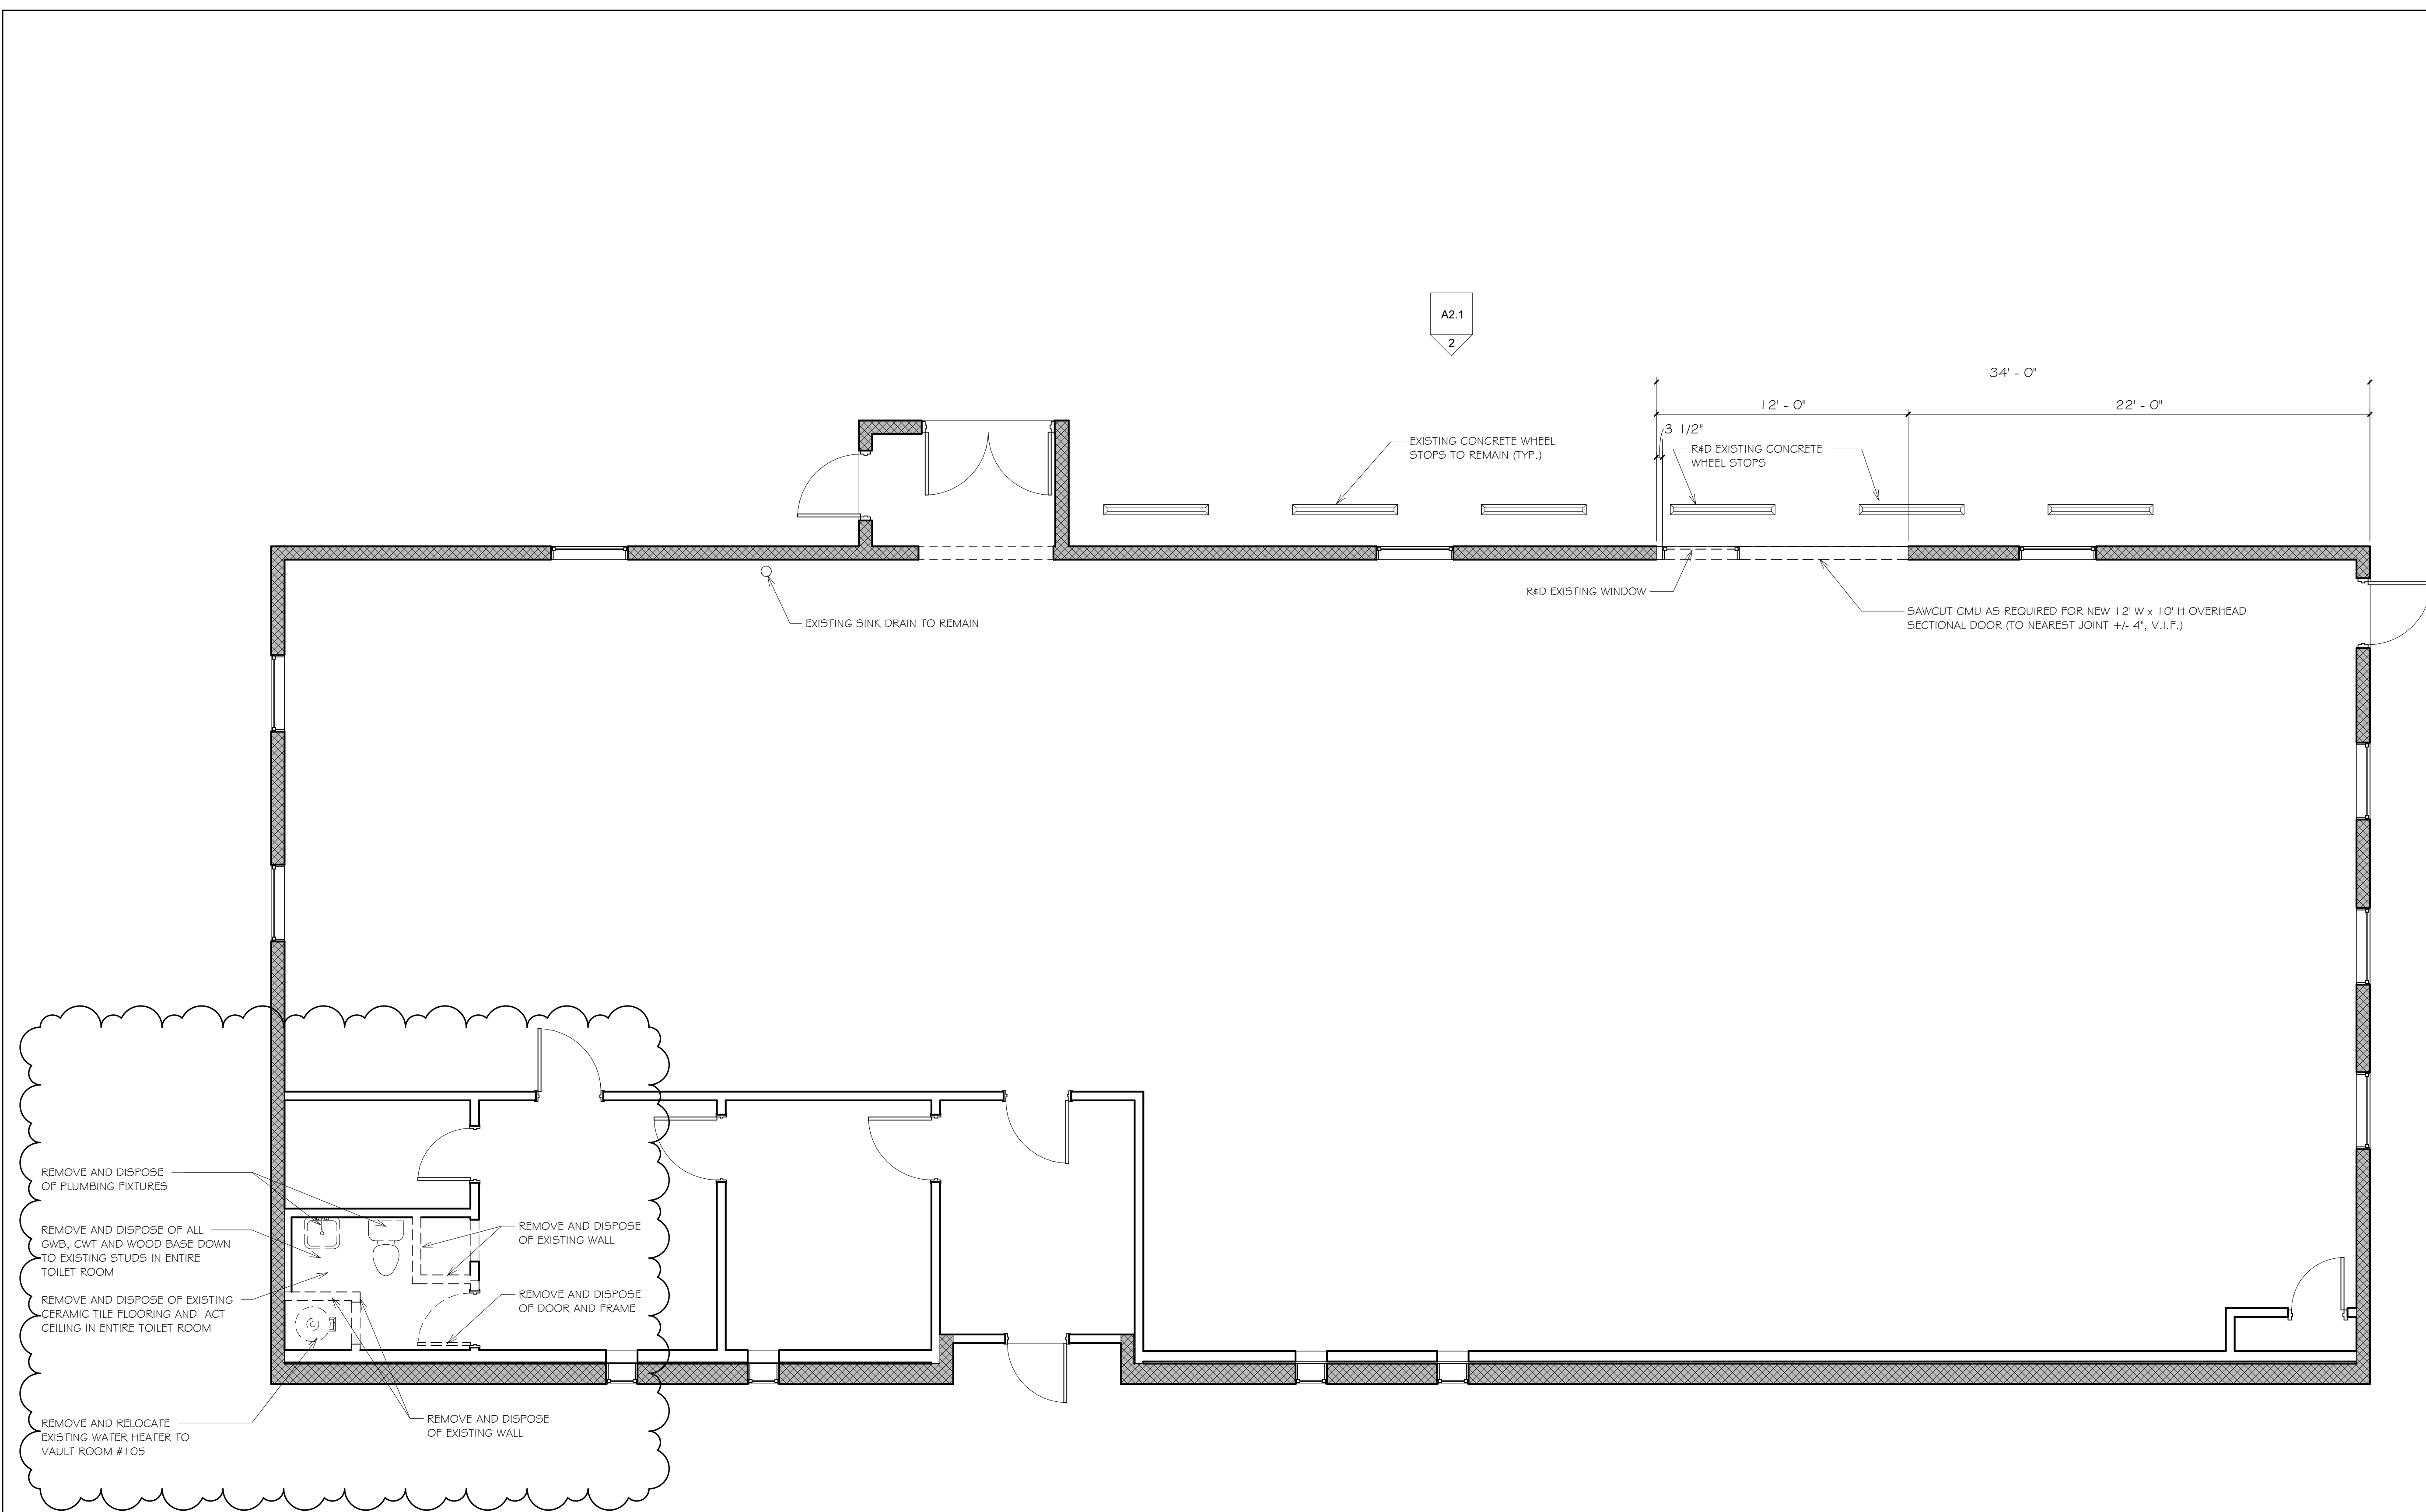 A2.1
2
34' - 0"
12' - 0"
22' - 0"
3 1/2"
EXISTING CONCRETE WHEEL
STOPS TO REMAIN (TYP.)
R&D EXISTING CONCRETE
WHEEL STOPS
R&D EXISTING WINDOW
SAWCUT CMU AS REQUIRED FOR NEW 12' W x 10' H OVERHEAD
SECTIONAL DOOR (TO NEAREST JOINT +/- 4", V.I.F.)
EXISTING SINK DRAIN TO REMAIN
REMOVE AND DISPOSE
OF PLUMBING FIXTURES
REMOVE AND DISPOSE OF ALL
GWB, CWT AND WOOD BASE DOWN
TO EXISTING STUDS IN ENTIRE
TOILET ROOM
REMOVE AND DISPOSE OF EXISTING
CERAMIC TILE FLOORING AND ACT
CEILING IN ENTIRE TOILET ROOM
REMOVE AND DISPOSE
OF EXISTING WALL
REMOVE AND DISPOSE
OF DOOR AND FRAME
REMOVE AND RELOCATE
EXISTING WATER HEATER TO
VAULT ROOM #105
REMOVE AND DISPOSE
OF EXISTING WALL